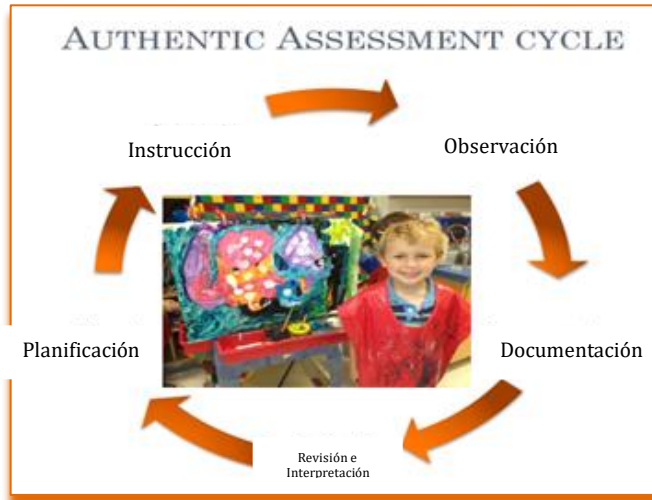 AUTHENTIC ASSESSMENT CYCLE
Instrucción
Observación
Planificación
Documentación
Revisión e
Interpretación